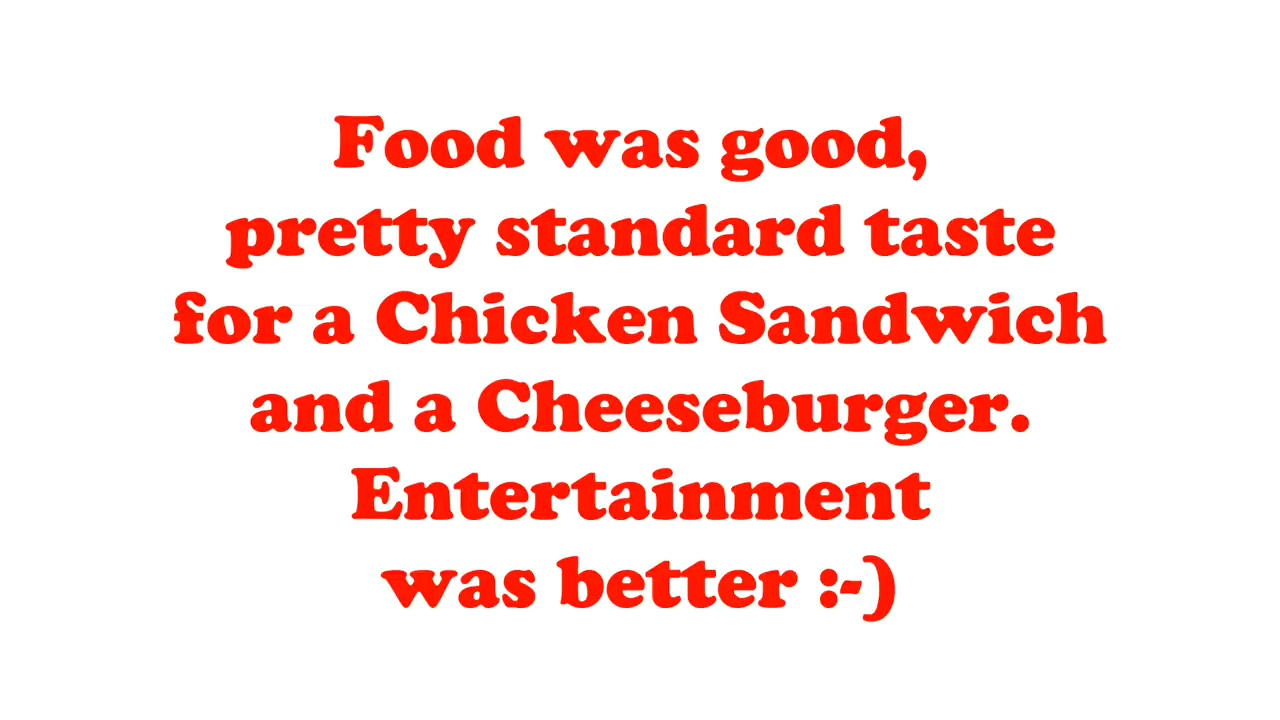 Food was good,
pretty standard taste
for a Chicken Sandwich
and a Cheeseburger.
Entertainment
was better :-)